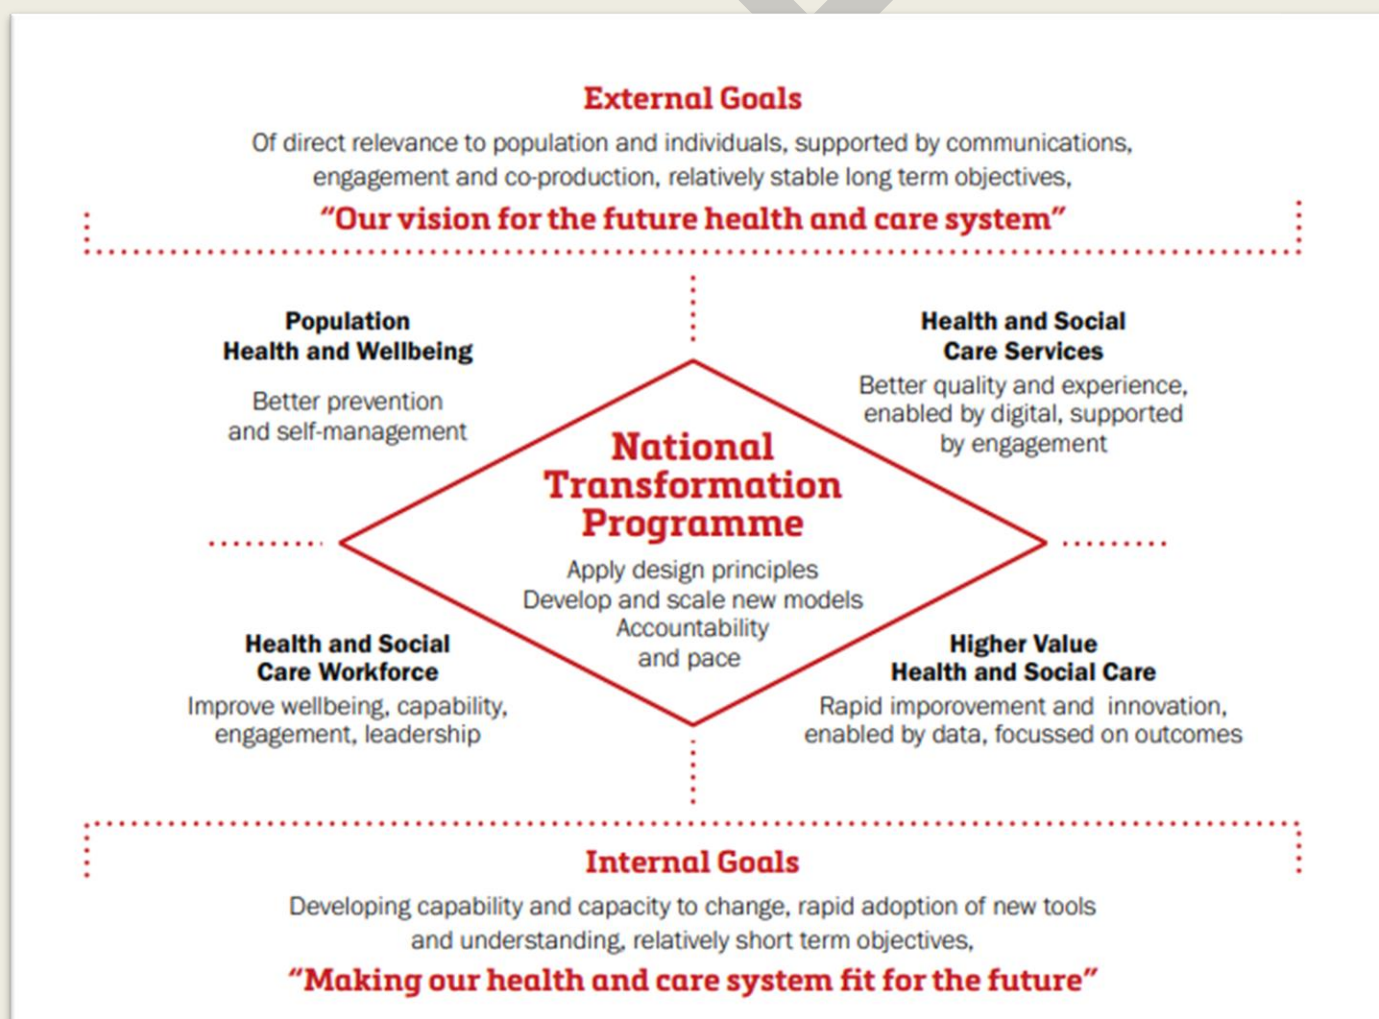 External Goals
Of direct relevance to population and individuals, supported by communications,
engagement and co-production, relatively stable long term objectives,
“Our vision for the future health and care system”
Population
Health and Wellbeing
Better prevention
and self-management
Health and Social
Care Services
Better quality and experience,
enabled by digital, supported
by engagement
National
Transformation
Programme
Apply design principles
Develop and scale new models
Accountability
and pace
Health and Social
Care Workforce
Improve wellbeing, capability,
engagement, leadership
Higher Value
Health and Social Care
Rapid imporovement and innovation,
enabled by data, focussed on outcomes
Internal Goals
Developing capability and capacity to change, rapid adoption of new tools
and understanding, relatively short term objectives,
“Making our health and care system fit for the future”